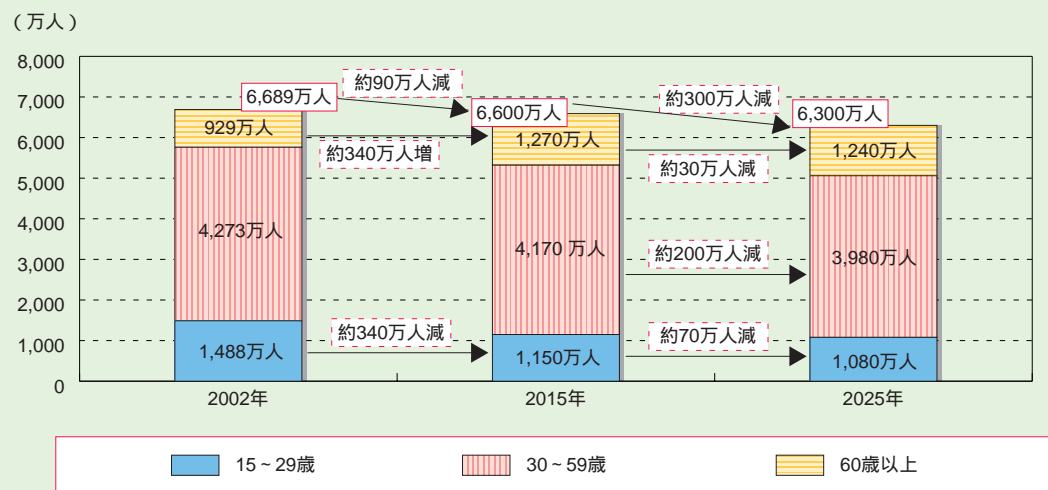 （万人）
8,000
7,000
6,000
5,000
4,000
3,000
2,000
1,000
0
6,689万人
約90万人減
6,600万人
約300万人減
6,300万人
929万人
約340万人増
1,270万人
約30万人減
1,240万人
4,273万人
4,170 万人
約200万人減
3,980万人
1,488万人
約340万人減
1,150万人
約70万人減
1,080万人
2002年
2015年
2025年
15～29歳
30～59歳
60歳以上